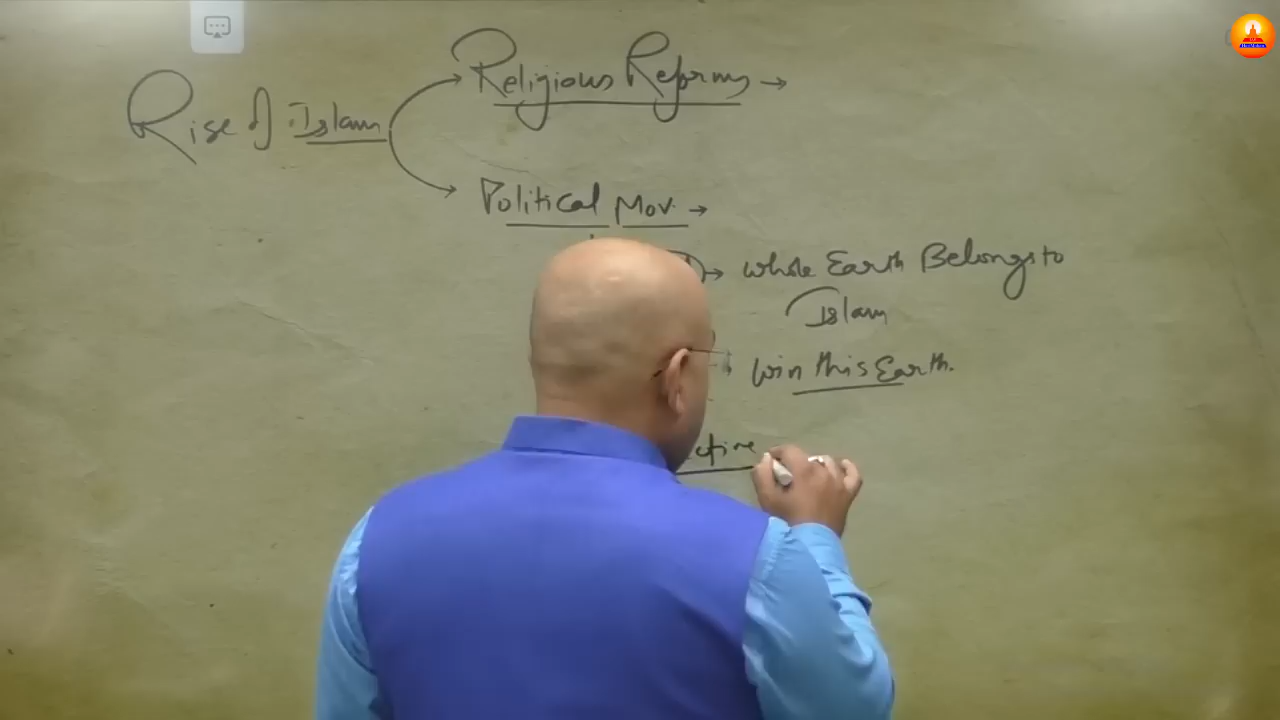 Religious Reforms →
Rise of Islam
Political Mov. →
→ Whole Earth Belongs to
Islam
Win this Earth.